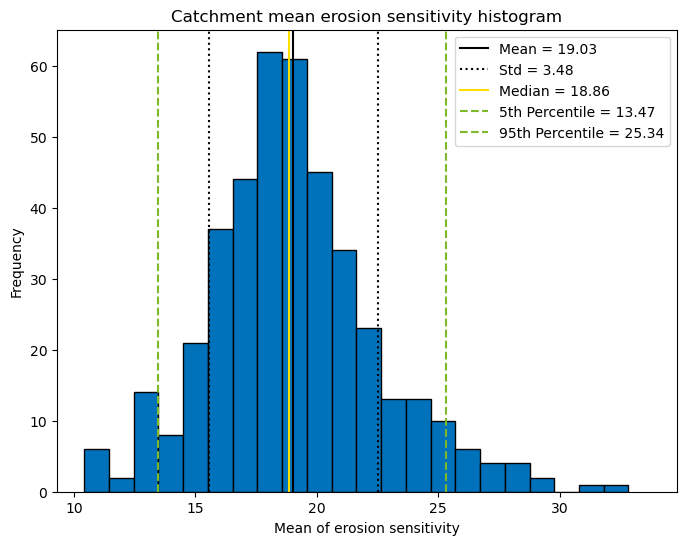 Catchment mean erosion sensitivity histogram
Mean = 19.03
Std = 3.48
Median = 18.86
5th Percentile = 13.47
95th Percentile = 25.34
Frequency
60
50
40
30
20
10
0
10 15 20 25 30
Mean of erosion sensitivity